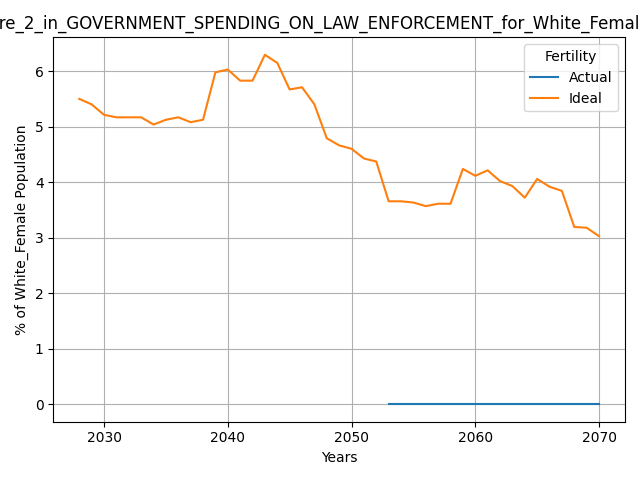 re_2_in_GOVERNMENT_SPENDING_ON_LAW_ENFORCEMENT_for_White_Femal
Fertility
Actual
Ideal
% of White_Female Population
6
5
4
3
2
1
0
2030 2040 2050 2060 2070
Years